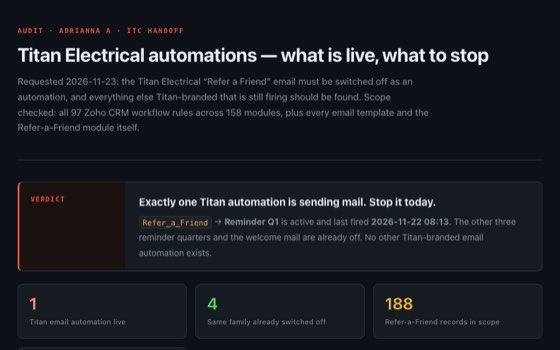 AUDIT · ADRIANNA A · ITC HANDOFF
Titan Electrical automations — what is live, what to stop
Requested 2026-11-23: the Titan Electrical “Refer a Friend” email must be switched off as an
automation, and everything else Titan-branded that is still firing should be found. Scope
checked: all 97 Zoho CRM workflow rules across 158 modules, plus every email template and the
Refer-a-Friend module itself.
VERDICT
Exactly one Titan automation is sending mail. Stop it today.
Refer_a_Friend → Reminder Q1 is active and last fired 2026-11-22 08:13. The other three
reminder quarters and the welcome mail are already off. No other Titan-branded email
automation exists.
1
Titan email automation live
4
Same family already switched off
188
Refer-a-Friend records in scope